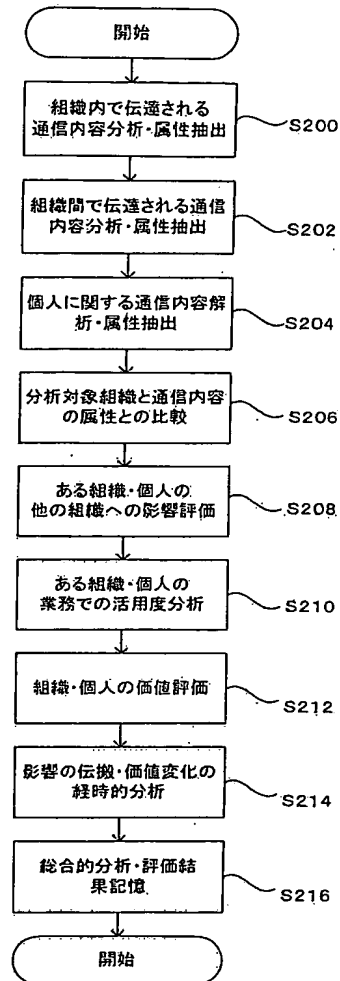 開始
組織内で伝達される
通信内容分析・属性抽出
S200
組織間で伝達される通信
内容分析・属性抽出
S202
個人に関する通信内容解
析・属性抽出
S204
分析対象組織と通信内容
の属性との比較
S206
ある組織・個人の
他の組織への影響評価
S208
ある組織・個人の
業務での活用度分析
S210
組織・個人の価値評価
S212
影響の伝搬・価値変化の
経時的分析
S214
総合的分析・評価結
果記憶
S216
開始